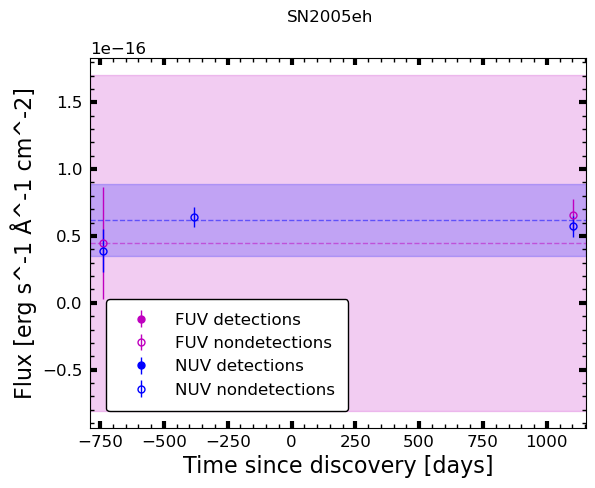 SN2005eh
1e−16
1.5
1.0
0.5
0.0
−0.5
Flux [erg s^-1 Å^-1 cm^-2]
FUV detections
FUV nondetections
NUV detections
NUV nondetections
−750 −500 −250 0 250 500 750 1000
Time since discovery [days]